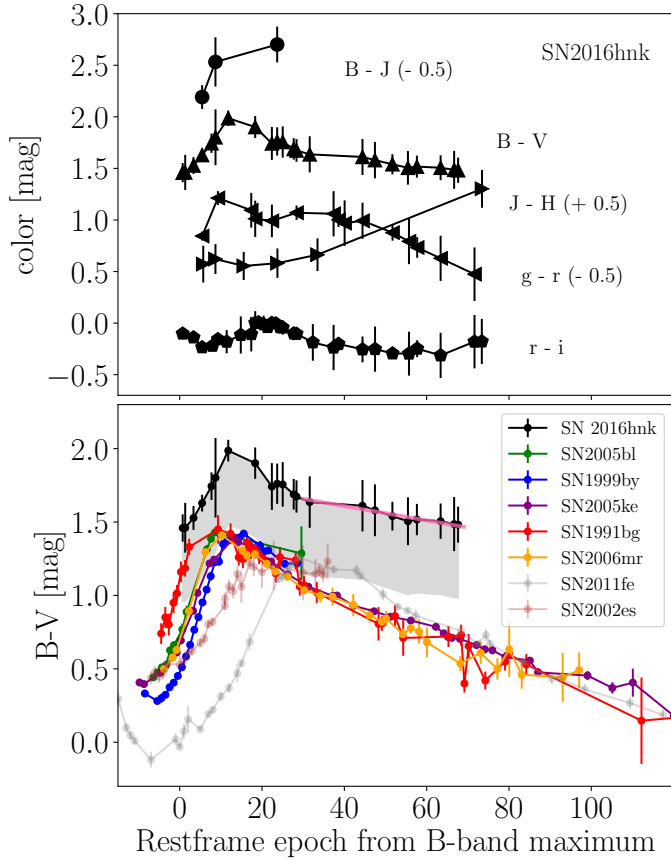 3.0
2.5
2.0
1.5
1.0
0.5
0.0
−0.5
color [mag]
SN2016hnk
B - J (- 0.5)
B - V
J - H (+ 0.5)
g - r (- 0.5)
r - i
2.0
1.5
1.0
0.5
0.0
B-V [mag]
SN 2016hnk
SN2005bl
SN1999by
SN2005ke
SN1991bg
SN2006mr
SN2011fe
SN2002es
0 20 40 60 80 100
Restframe epoch from B-band maximum